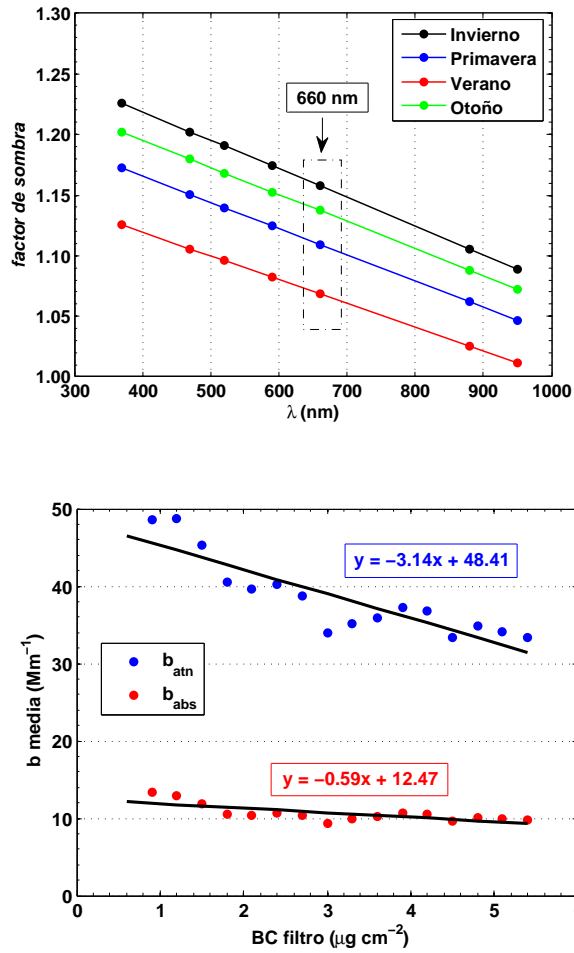 1.30
1.25
1.20
1.15
1.10
1.05
1.00
factor de sombra
Invierno
Primavera
Verano
Otoño
660 nm
300 400 500 600 700 800 900 1000
λ (nm)
50
40
30
20
10
0
b media (Mm⁻¹)
y = −3.14x + 48.41
b_atn
b_abs
y = −0.59x + 12.47
0 1 2 3 4 5
BC filtro (μg cm⁻²)